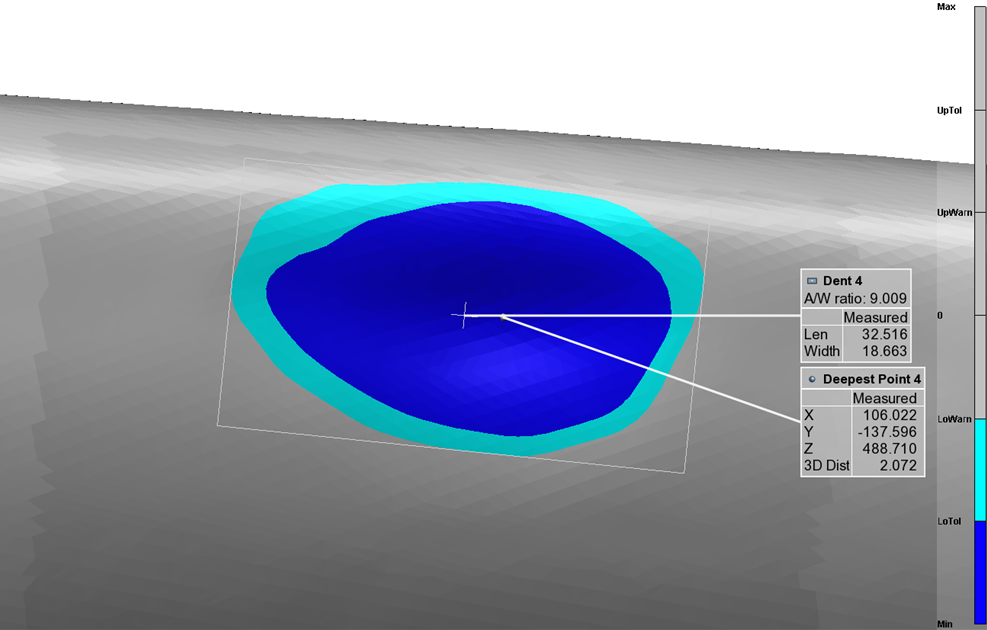 Max
UpTol
UpWarn
0
LoWarn
LoTol
Min
Dent 4
A/W ratio: 9.009
Measured
Len 32.516
Width 18.663
Deepest Point 4
Measured
X 106.022
Y -137.596
Z 488.710
3D Dist 2.072